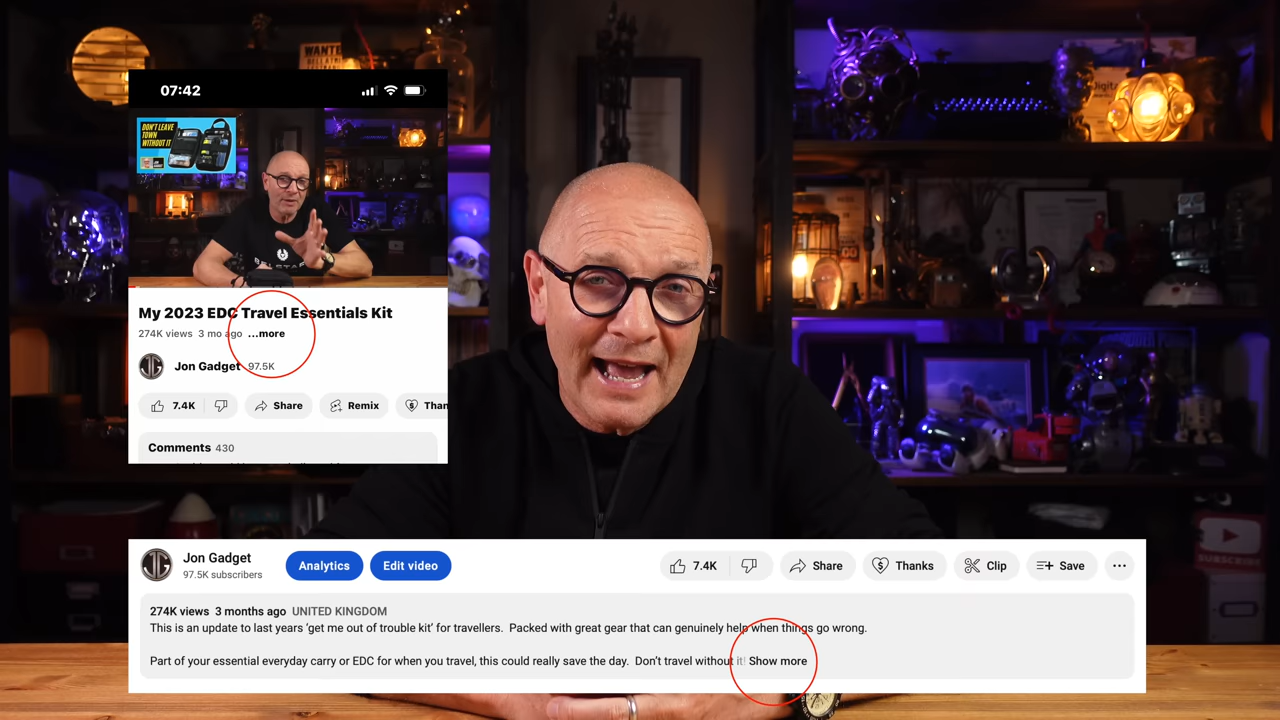 WANTED
07:42
DON'T LEAVE
TOWN
WITHOUT IT
My 2023 EDC Travel Essentials Kit
274K views 3 mo ago ...more
Jon Gadget 97.5K
7.4K Share Remix Than
Comments 430
SUBSCRIBE
Jon Gadget
97.5K subscribers
Analytics Edit video 7.4K Share Thanks Clip Save
274K views 3 months ago UNITED KINGDOM
This is an update to last years ‘get me out of trouble kit’ for travellers. Packed with great gear that can genuinely help when things go wrong.
Part of your essential everyday carry or EDC for when you travel, this could really save the day. Don’t travel without it! Show more